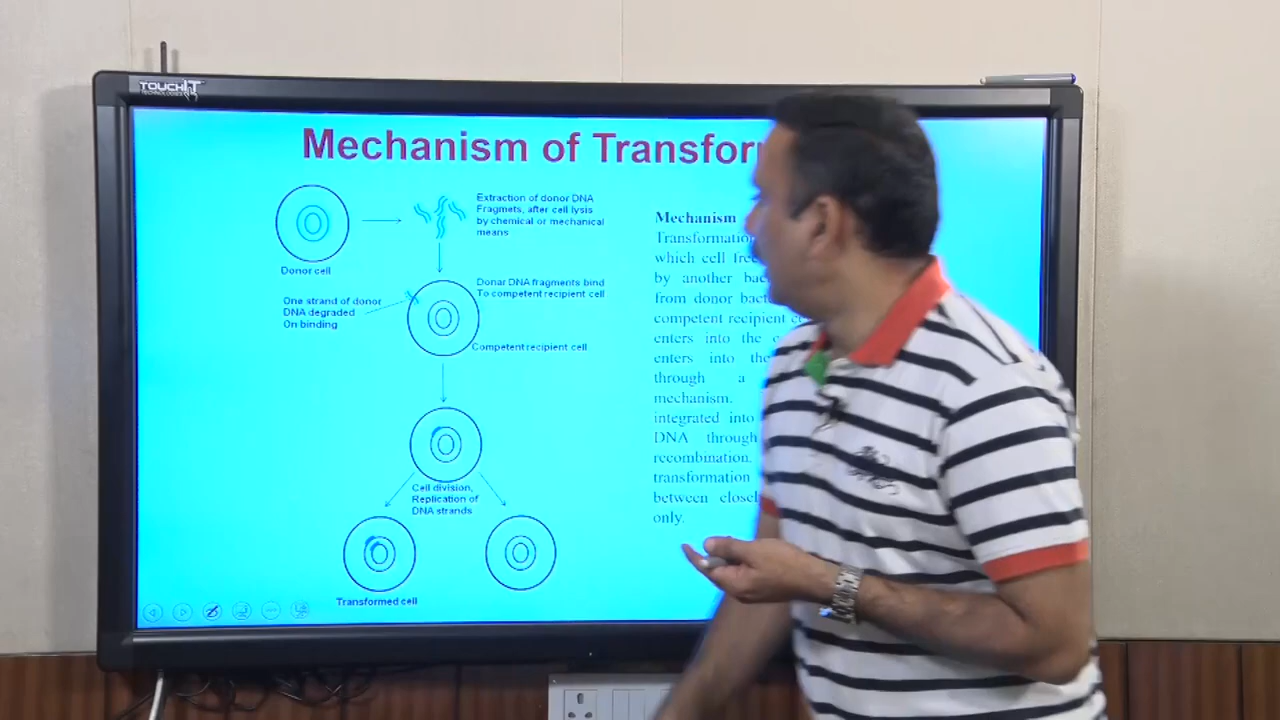 TOUCHIT
TECHNOLOGIES
Mechanism of Transfor
Extraction of donor DNA
Fragmets, after cell lysis
by chemical or mechanical
means
Donor cell
Donar DNA fragments bind
To competent recipient cell
One strand of donor
DNA degraded
On binding
Competent recipient cell
Cell division,
Replication of
DNA strands
Transformed cell
Mechanism
Transformation
which cell free
by another bac
from donor bact
competent recipient c
enters into the
enters into the
through a
mechanism.
integrated into
DNA through
recombination.
transformation
between closel
only.